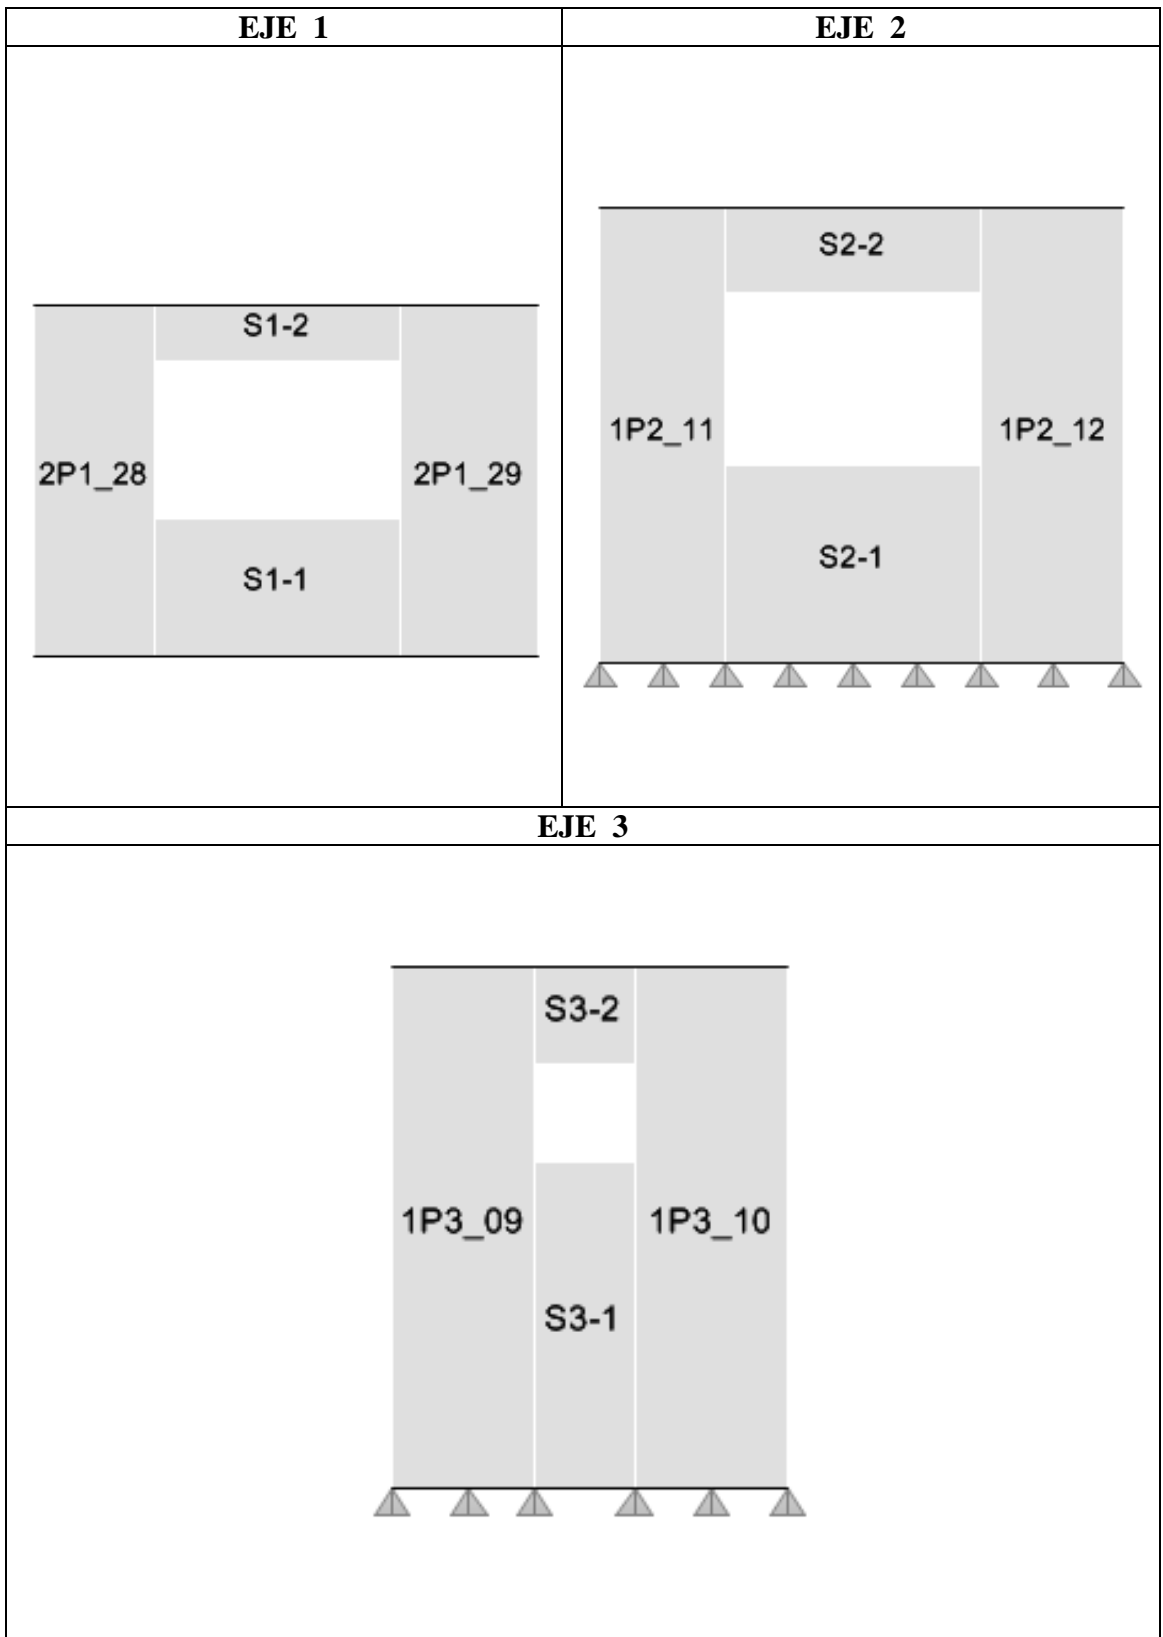 EJE 1
EJE 2
S1-2
2P1_28
2P1_29
S1-1
S2-2
1P2_11
1P2_12
S2-1
EJE 3
S3-2
1P3_09
1P3_10
S3-1